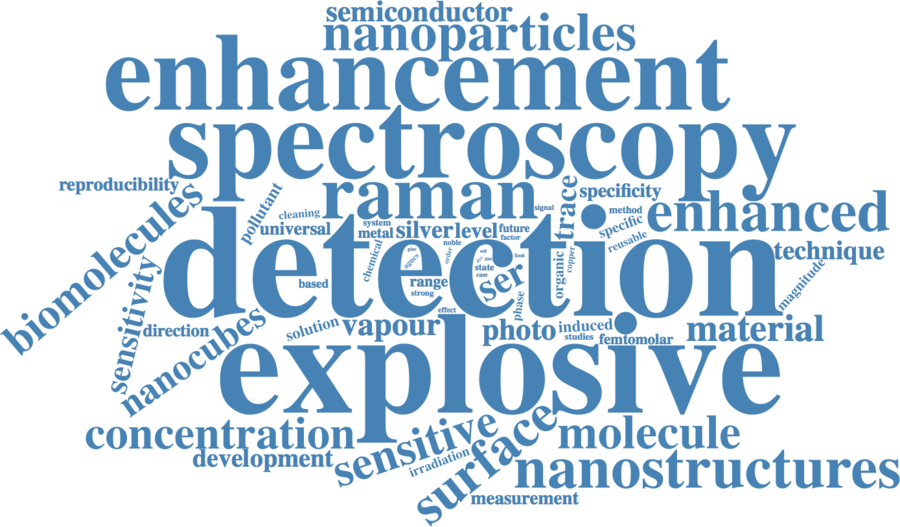 semiconductor
nanoparticles
enhancement
spectroscopy
reproducibility
biomolecules
pollutant
cleaning
universal
raman
signal
trace
specificity
enhanced
system
metal
silver
level
future
factor
method
specific
reusable
technique
detection
noble
order
chemical
organic
copper
magnitude
sensitivity
based
range
strong
ser
state
case
phase
effect
direction
nanocubes
solution
vapour
photo
induced
studies
femtomolar
material
explosive
concentration
development
sensitive
irradiation
surface
measurement
molecule
nanostructures